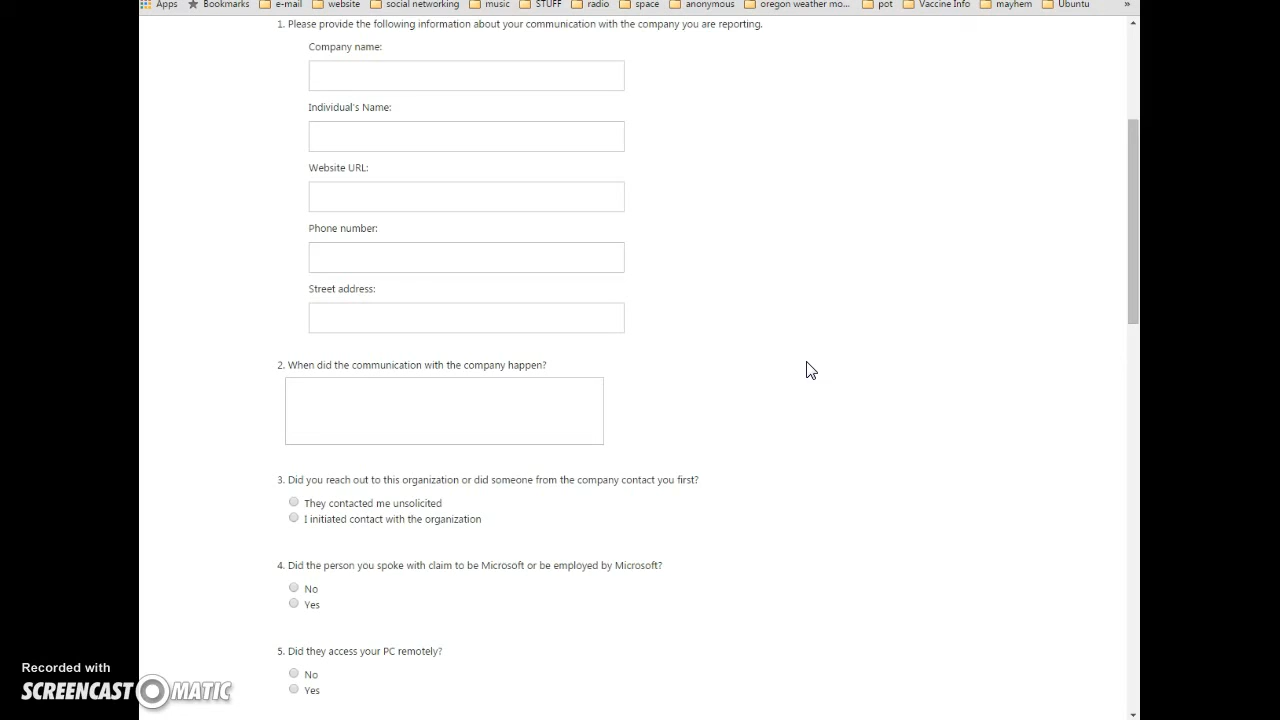 Apps Bookmarks e-mail website social networking music STUFF radio space anonymous oregon weather mo... pot Vaccine Info mayhem Ubuntu »
1. Please provide the following information about your communication with the company you are reporting.
Company name:
Individual's Name:
Website URL:
Phone number:
Street address:
2. When did the communication with the company happen?
3. Did you reach out to this organization or did someone from the company contact you first?
They contacted me unsolicited
I initiated contact with the organization
4. Did the person you spoke with claim to be Microsoft or be employed by Microsoft?
No
Yes
5. Did they access your PC remotely?
No
Yes
Recorded with
SCREENCAST MATIC